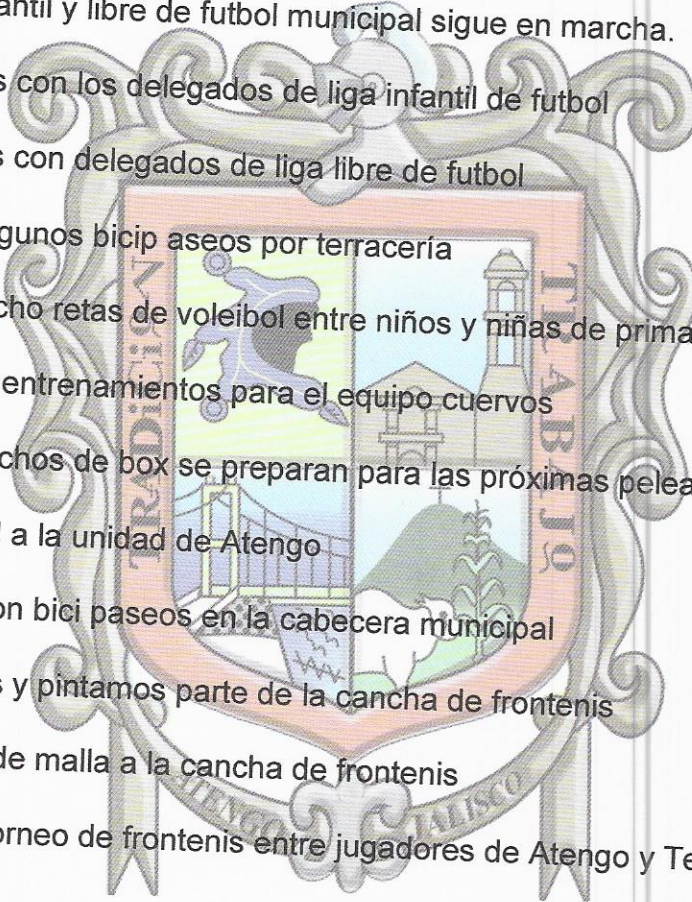 antil y libre de futbol municipal sigue en marcha.
s con los delegados de liga infantil de futbol
s con delegados de liga libre de futbol
gunos bicip aseos por terracería
cho retas de voleibol entre niños y niñas de prima
entrenamientos para el equipo cuervos
chos de box se preparan para las próximas pelea
a la unidad de Atengo
on bici paseos en la cabecera municipal
s y pintamos parte de la cancha de frontenis
de malla a la cancha de frontenis
orneo de frontenis entre jugadores de Atengo y Te
TRADICION
TRABAJO
ATENGO JALISCO